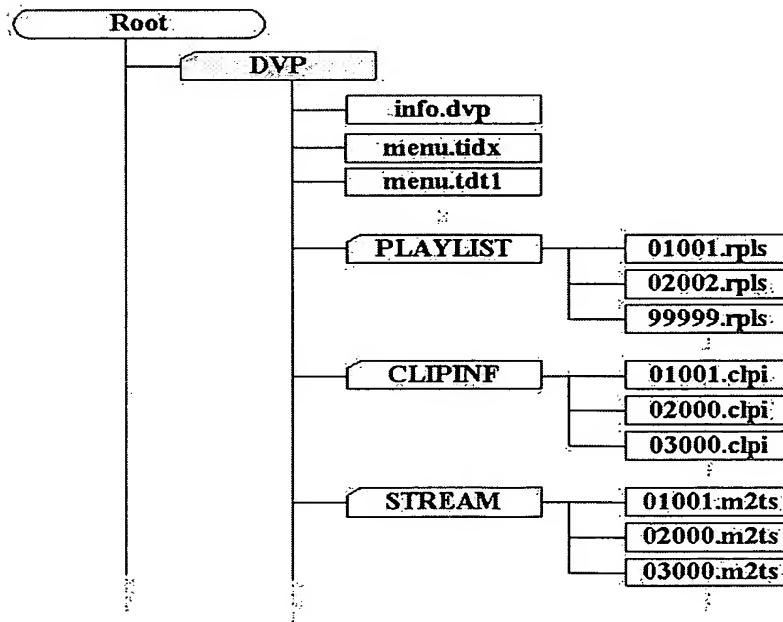 Root
DVP
info.dvp
menu.tidx
menu.tdt1
PLAYLIST
01001.rpls
02002.rpls
99999.rpls
CLIPINF
01001.clpi
02000.clpi
03000.clpi
STREAM
01001.m2ts
02000.m2ts
03000.m2ts